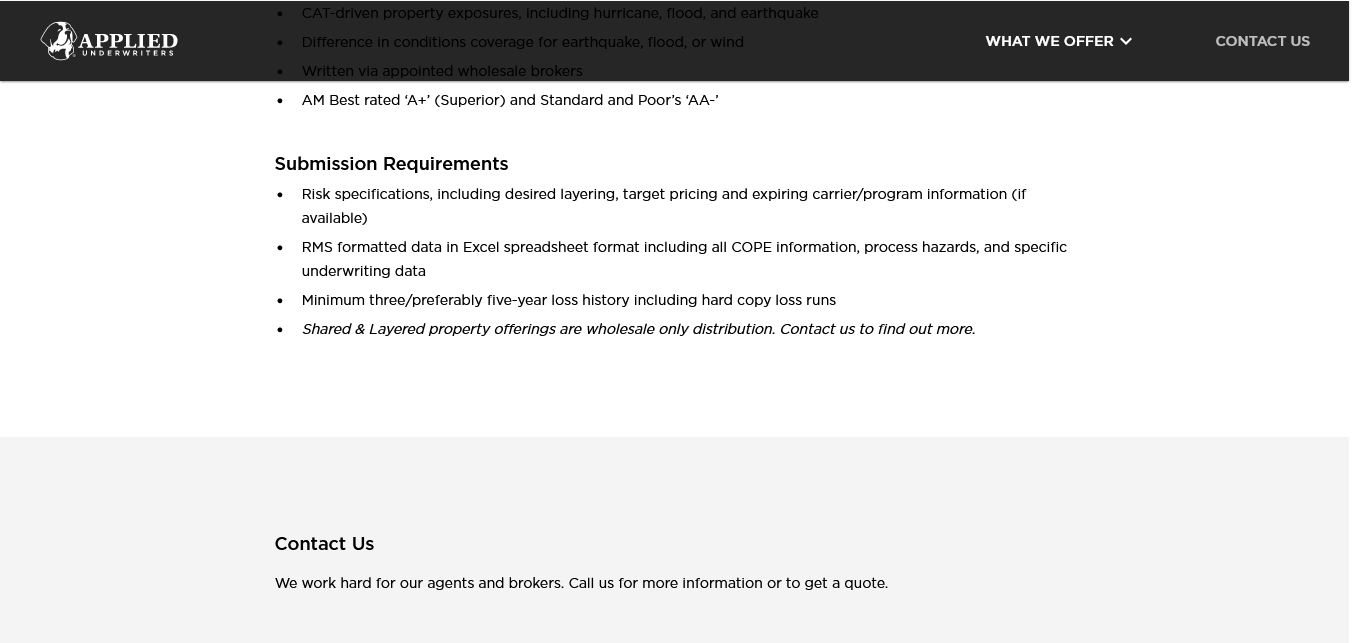 • CAT-driven property exposures, including hurricane, flood, and earthquake
APPLIED
UNDERWRITERS
• Difference in conditions coverage for earthquake, flood, or wind
WHAT WE OFFER
CONTACT US
• Written via appointed wholesale brokers
• AM Best rated ‘A+’ (Superior) and Standard and Poor’s ‘AA-’
Submission Requirements
• Risk specifications, including desired layering, target pricing and expiring carrier/program information (if
available)
• RMS formatted data in Excel spreadsheet format including all COPE information, process hazards, and specific
underwriting data
• Minimum three/preferably five-year loss history including hard copy loss runs
• Shared & Layered property offerings are wholesale only distribution. Contact us to find out more.
Contact Us
We work hard for our agents and brokers. Call us for more information or to get a quote.